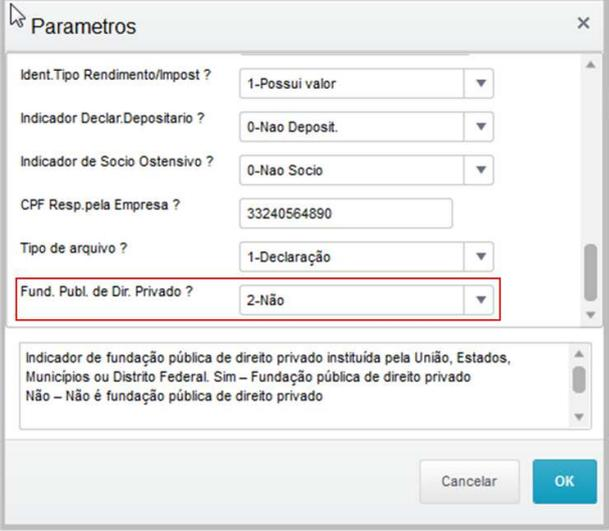 Parametros
Ident.Tipo Rendimento/Impost ?
1-Possui valor
Indicador Declar.Depositario ?
0-Nao Deposit.
Indicador de Socio Ostensivo ?
0-Nao Socio
CPF Resp.pela Empresa ?
33240564890
Tipo de arquivo ?
1-Declaração
Fund. Publ. de Dir. Privado ?
2-Não
Indicador de fundação pública de direito privado instituída pela União, Estados,
Municípios ou Distrito Federal. Sim – Fundação pública de direito privado
Não – Não é fundação pública de direito privado
Cancelar
OK